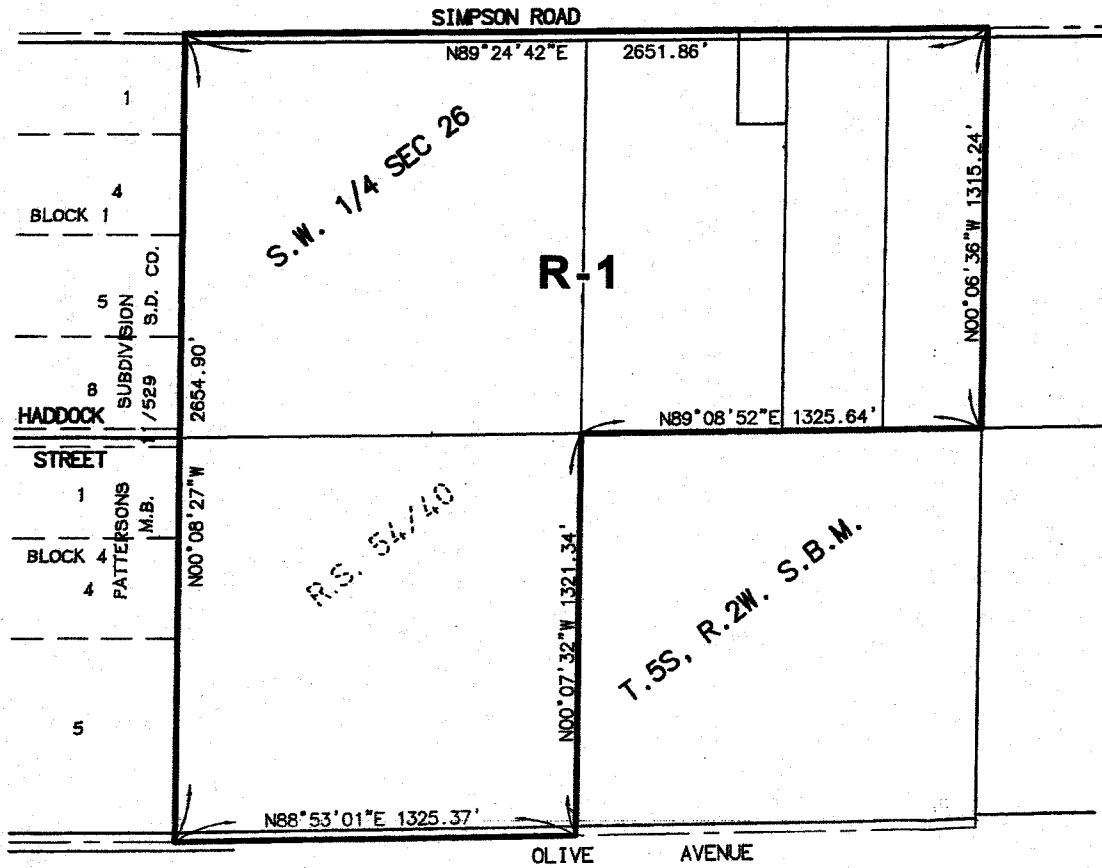 SIMPSON ROAD
N89°24'42"E 2651.86'
1
4
BLOCK 1
5
8
SUBDIVISION
S.D. CO.
/529
HADDOCK
STREET
1
BLOCK 4
4
5
PATTERSONS
M.B.
2654.90'
N00°08'27"W
S.W. 1/4 SEC 26
R-1
N00°06'36"W 1315.24'
N89°08'52"E 1325.64'
R.S. 54/40
N00°07'32"W 1321.34'
T.5S, R.2W. S.B.M.
N88°53'01"E 1325.37'
OLIVE AVENUE